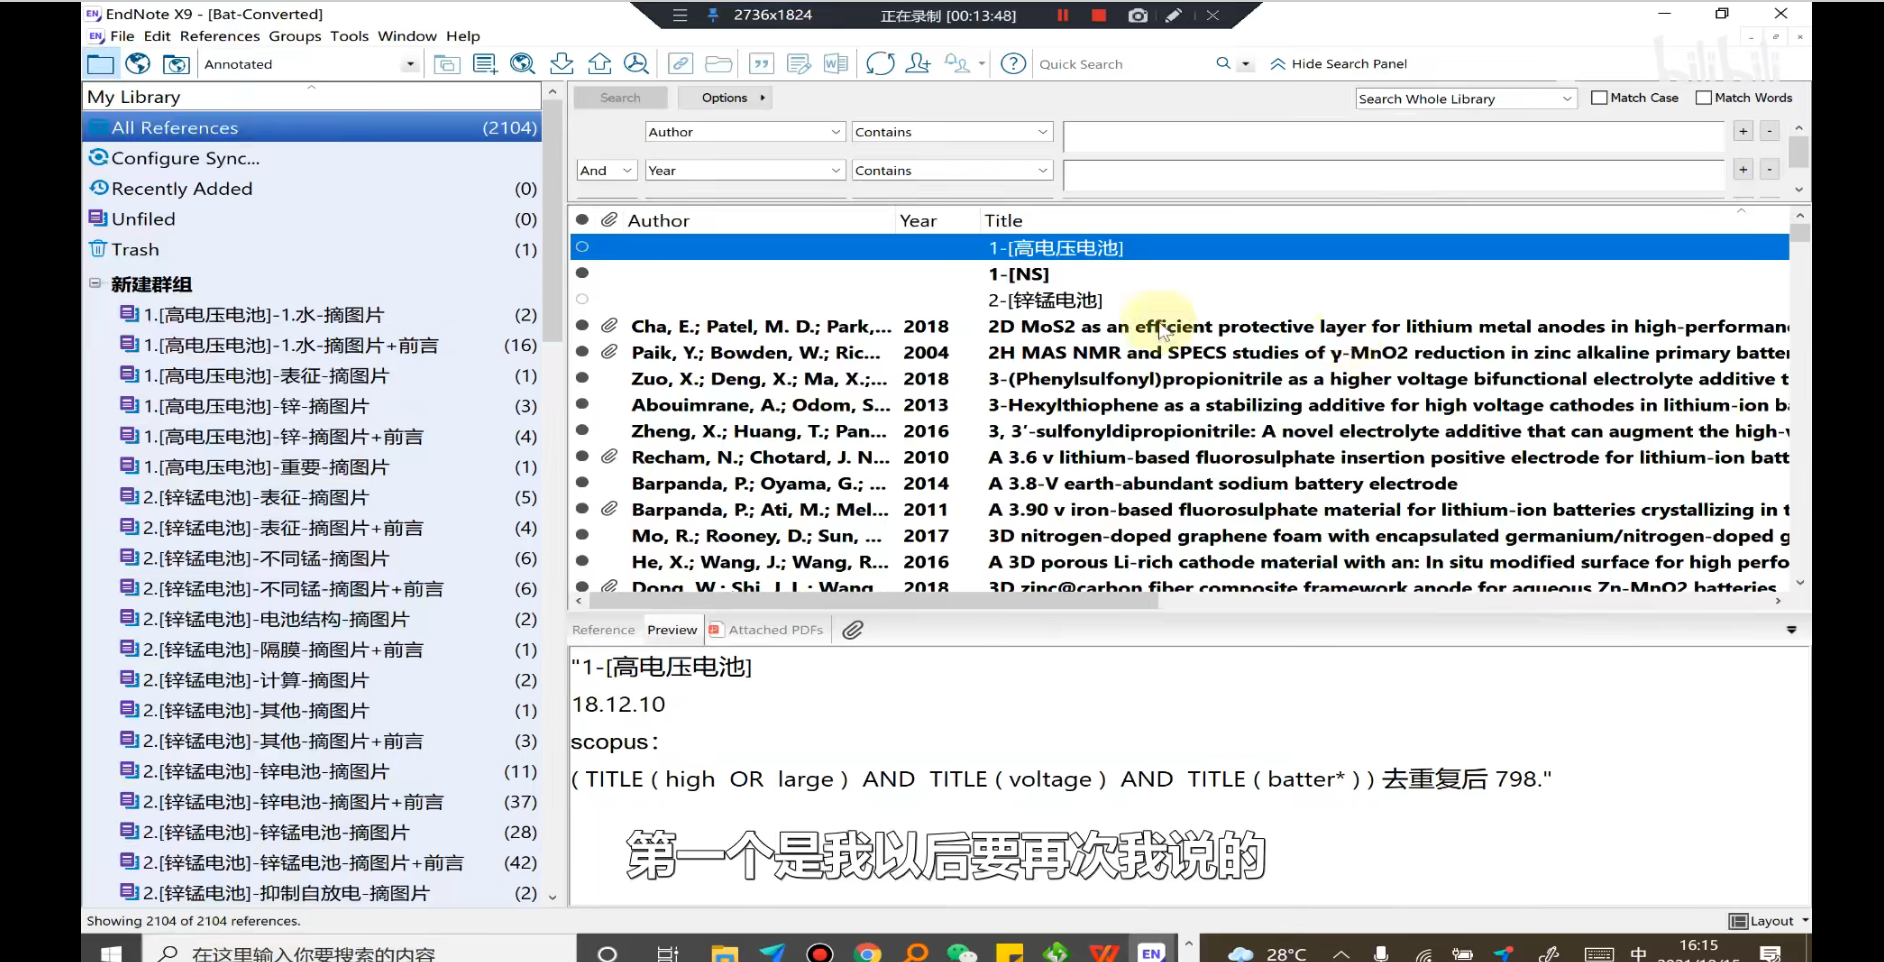 EndNote X9 - [Bat-Converted]
2736x1824 正在录制 [00:13:48]
File Edit References Groups Tools Window Help
bilibili
Annotated
Quick Search
Hide Search Panel
My Library
All References (2104)
Configure Sync...
Recently Added (0)
Unfiled (0)
Trash (1)
新建群组
1.[高电压电池]-1.水-摘图片 (2)
1.[高电压电池]-1.水-摘图片+前言 (16)
1.[高电压电池]-表征-摘图片 (1)
1.[高电压电池]-锌-摘图片 (3)
1.[高电压电池]-锌-摘图片+前言 (4)
1.[高电压电池]-重要-摘图片 (1)
2.[锌锰电池]-表征-摘图片 (5)
2.[锌锰电池]-表征-摘图片+前言 (4)
2.[锌锰电池]-不同锰-摘图片 (6)
2.[锌锰电池]-不同锰-摘图片+前言 (6)
2.[锌锰电池]-电池结构-摘图片 (2)
2.[锌锰电池]-隔膜-摘图片+前言 (1)
2.[锌锰电池]-计算-摘图片 (2)
2.[锌锰电池]-其他-摘图片 (1)
2.[锌锰电池]-其他-摘图片+前言 (3)
2.[锌锰电池]-锌电池-摘图片 (11)
2.[锌锰电池]-锌电池-摘图片+前言 (37)
2.[锌锰电池]-锌锰电池-摘图片 (28)
2.[锌锰电池]-锌锰电池-摘图片+前言 (42)
2.[锌锰电池]-抑制自放电-摘图片 (2)
Search Options Search Whole Library Match Case Match Words
Author Contains + -
And Year Contains + -
Author Year Title
1-[高电压电池]
1-[NS]
2-[锌锰电池]
Cha, E.; Patel, M. D.; Park,... 2018 2D MoS2 as an efficient protective layer for lithium metal anodes in high-performan
Paik, Y.; Bowden, W.; Ric... 2004 2H MAS NMR and SPECS studies of γ-MnO2 reduction in zinc alkaline primary batte
Zuo, X.; Deng, X.; Ma, X.;... 2018 3-(Phenylsulfonyl)propionitrile as a higher voltage bifunctional electrolyte additive t
Abouimrane, A.; Odom, S... 2013 3-Hexylthiophene as a stabilizing additive for high voltage cathodes in lithium-ion b
Zheng, X.; Huang, T.; Pan... 2016 3, 3′-sulfonyldipropionitrile: A novel electrolyte additive that can augment the high-
Recham, N.; Chotard, J. N... 2010 A 3.6 v lithium-based fluorosulphate insertion positive electrode for lithium-ion batt
Barpanda, P.; Oyama, G.; ... 2014 A 3.8-V earth-abundant sodium battery electrode
Barpanda, P.; Ati, M.; Mel... 2011 A 3.90 v iron-based fluorosulphate material for lithium-ion batteries crystallizing in t
Mo, R.; Rooney, D.; Sun, ... 2017 3D nitrogen-doped graphene foam with encapsulated germanium/nitrogen-doped g
He, X.; Wang, J.; Wang, R... 2016 A 3D porous Li-rich cathode material with an: In situ modified surface for high perfo
Dong, W.; Shi, J. L.; Wang, 2018 3D zinc@carbon fiber composite framework anode for aqueous Zn-MnO2 batteries
Reference Preview Attached PDFs
"1-[高电压电池]
18.12.10
scopus：
( TITLE ( high OR large ) AND TITLE ( voltage ) AND TITLE ( batter* ) ) 去重复后 798."
第一个是我以后要再次我说的
Showing 2104 of 2104 references.
Layout
在这里输入你要搜索的内容
EN
28°C
中
16:15